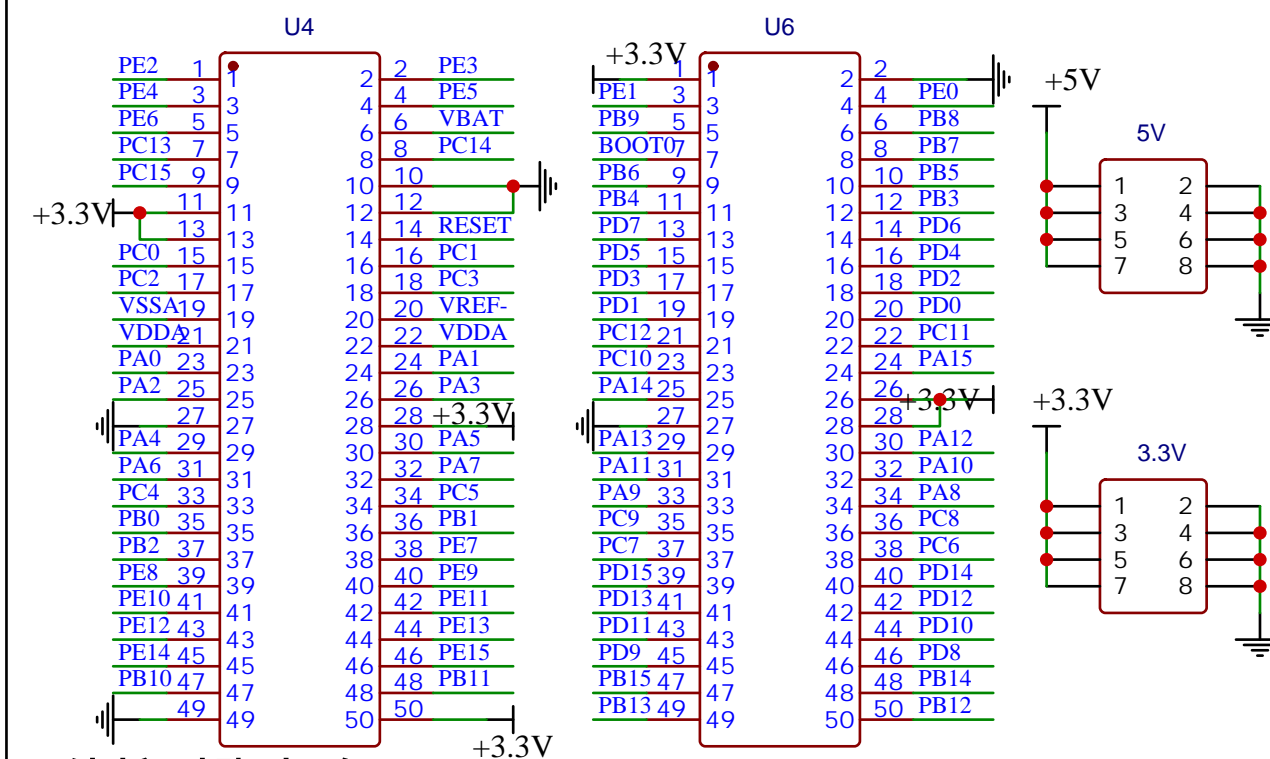 U4 U6
+3.3V
PE2 1 1 2 2 PE3 1 1 2 2 +5V
PE4 3 3 4 4 PE5 PE1 3 3 4 4 PE0
PE6 5 5 6 6 VBAT PB9 5 5 6 6 PB8 5V
PC13 7 7 8 8 PC14 BOOT0 7 7 8 8 PB7
PC15 9 9 10 10 PB6 9 9 10 10 PB5 1 2
+3.3V 11 11 12 12 PB4 11 11 12 12 PB3 3 4
13 13 14 14 RESET PD7 13 13 14 14 PD6 5 6
PC0 15 15 16 16 PC1 PD5 15 15 16 16 PD4 7 8
PC2 17 17 18 18 PC3 PD3 17 17 18 18 PD2
VSSA 19 19 20 20 VREF- PD1 19 19 20 20 PD0
VDDA 21 21 22 22 VDDA PC12 21 21 22 22 PC11
PA0 23 23 24 24 PA1 PC10 23 23 24 24 PA15
PA2 25 25 26 26 PA3 PA14 25 25 26 26 +3.3V +3.3V
27 27 28 28 +3.3V 27 27 28 28
PA4 29 29 30 30 PA5 PA13 29 29 30 30 PA12
PA6 31 31 32 32 PA7 PA11 31 31 32 32 PA10 3.3V
PC4 33 33 34 34 PC5 PA9 33 33 34 34 PA8 1 2
PB0 35 35 36 36 PB1 PC9 35 35 36 36 PC8 3 4
PB2 37 37 38 38 PE7 PC7 37 37 38 38 PC6 5 6
PE8 39 39 40 40 PE9 PD15 39 39 40 40 PD14 7 8
PE10 41 41 42 42 PE11 PD13 41 41 42 42 PD12
PE12 43 43 44 44 PE13 PD11 43 43 44 44 PD10
PE14 45 45 46 46 PE15 PD9 45 45 46 46 PD8
PB10 47 47 48 48 PB11 PB15 47 47 48 48 PB14
49 49 50 50 PB13 49 49 50 50 PB12
+3.3V